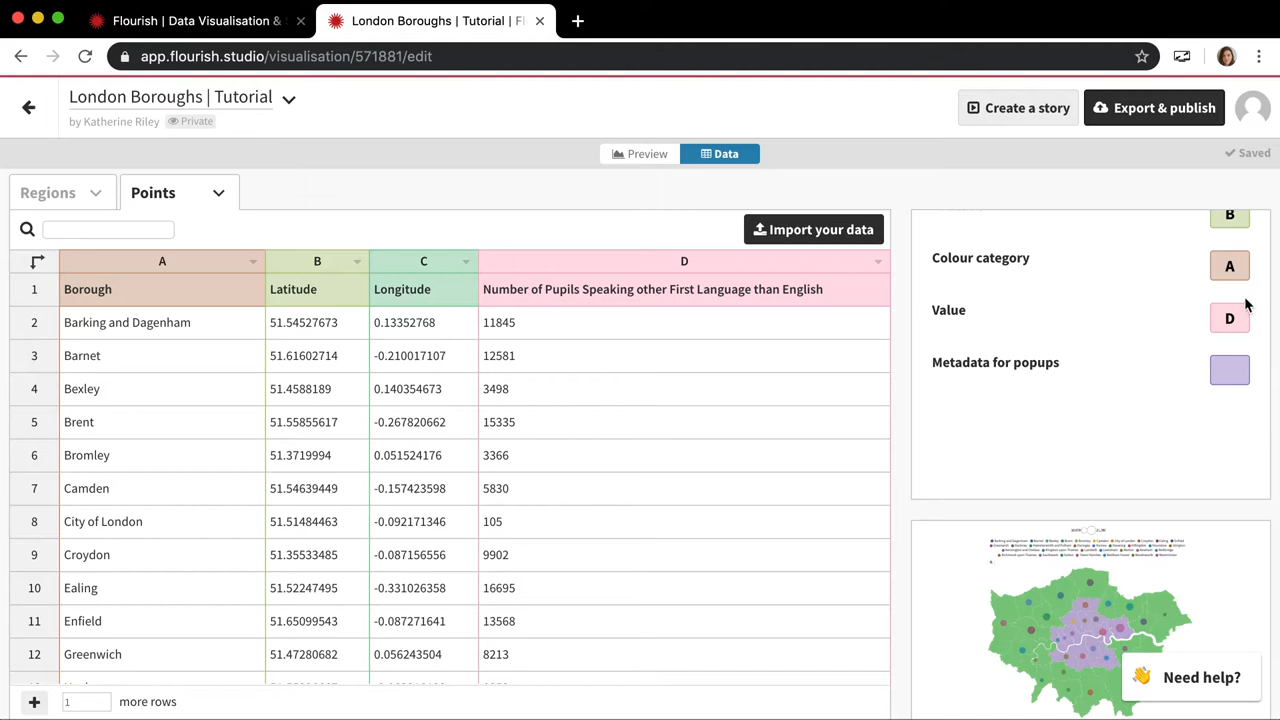 Flourish | Data Visualisation &
London Boroughs | Tutorial | F
app.flourish.studio/visualisation/571881/edit
London Boroughs | Tutorial
by Katherine Riley Private
Create a story
Export & publish
Preview
Data
Saved
Regions
Points
Import your data
A B C D
1 Borough Latitude Longitude Number of Pupils Speaking other First Language than English
2 Barking and Dagenham 51.54527673 0.13352768 11845
3 Barnet 51.61602714 -0.210017107 12581
4 Bexley 51.4588189 0.140354673 3498
5 Brent 51.55855617 -0.267820662 15335
6 Bromley 51.3719994 0.051524176 3366
7 Camden 51.54639449 -0.157423598 5830
8 City of London 51.51484463 -0.092171346 105
9 Croydon 51.35533485 -0.087156556 9902
10 Ealing 51.52247495 -0.331026358 16695
11 Enfield 51.65099543 -0.087271641 13568
12 Greenwich 51.47280682 0.056243504 8213
1 more rows
B
Colour category A
Value D
Metadata for popups
Need help?